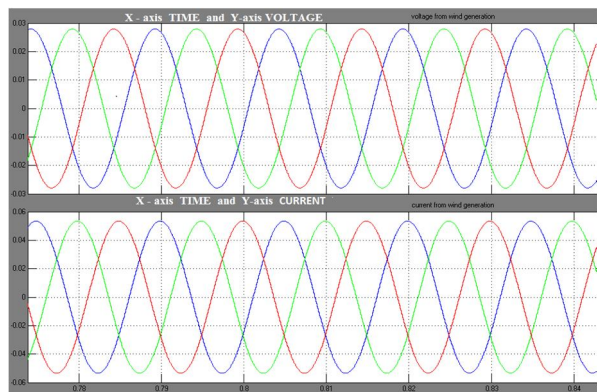 X - axis TIME and Y-axis VOLTAGE
voltage from wind generation
0.03
0.02
0.01
0
-0.01
-0.02
-0.03
X - axis TIME and Y-axis CURRENT
current from wind generation
0.06
0.04
0.02
0
-0.02
-0.04
-0.06
0.78 0.79 0.8 0.81 0.82 0.83 0.84